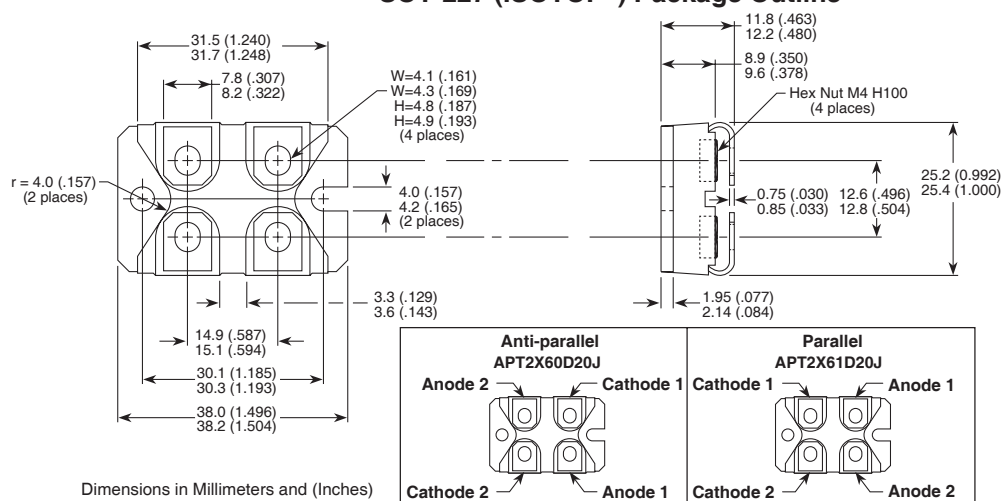 31.5 (1.240)
31.7 (1.248)
7.8 (.307)
8.2 (.322)
W=4.1 (.161)
W=4.3 (.169)
H=4.8 (.187)
H=4.9 (.193)
(4 places)
11.8 (.463)
12.2 (.480)
8.9 (.350)
9.6 (.378)
Hex Nut M4 H100
(4 places)
r = 4.0 (.157)
(2 places)
4.0 (.157)
4.2 (.165)
(2 places)
0.75 (.030)
0.85 (.033)
12.6 (.496)
12.8 (.504)
25.2 (0.992)
25.4 (1.000)
3.3 (.129)
3.6 (.143)
1.95 (.077)
2.14 (.084)
14.9 (.587)
15.1 (.594)
30.1 (1.185)
30.3 (1.193)
38.0 (1.496)
38.2 (1.504)
Dimensions in Millimeters and (Inches)
Anti-parallel
APT2X60D20J
Anode 2
Cathode 1
Cathode 2
Anode 1
Parallel
APT2X61D20J
Cathode 1
Anode 1
Cathode 2
Anode 2